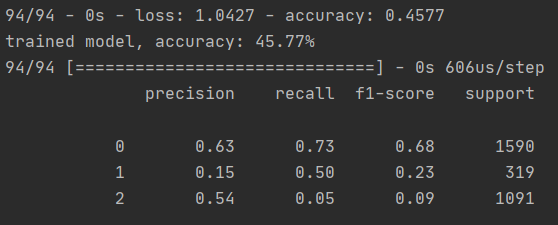 94/94 - 0s - loss: 1.0427 - accuracy: 0.4577
trained model, accuracy: 45.77%
94/94 [==============================] - 0s 606us/step
precision recall f1-score support
0 0.63 0.73 0.68 1590
1 0.15 0.50 0.23 319
2 0.54 0.05 0.09 1091